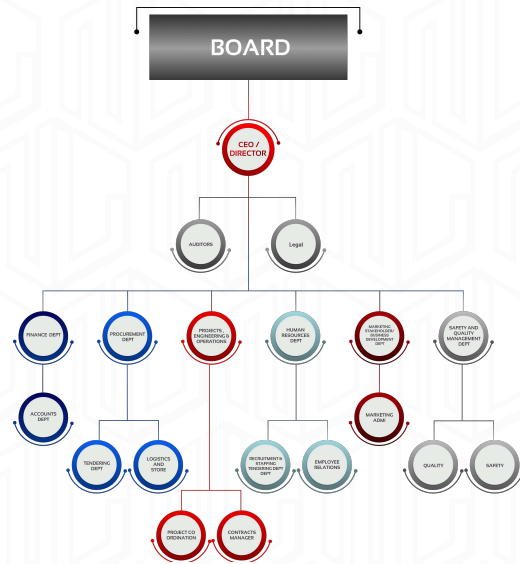 BOARD
CEO /
DIRECTOR
AUDITORS
Legal
FINANCE DEPT
PROCUREMENT
DEPT
PROJECTS ,
ENGINEERING &
OPERATIONS
HUMAN
RESOURCES
DEPT
MARKETING
STAKEHOLDER/
BUSINESS
DEVELOPMENT
DEPT
SAFETY AND
QUALITY
MANAGEMENT
DEPT
ACCOUNTS
DEPT
MARKETING
ADMI
TENDERING
DEPT
LOGISTICS
AND
STORE
RECRUITMENT&
STAFFING
TENDERING DEPT
DEPT
EMPLOYEE
RELATIONS
QUALITY
SAFETY
PROJECT CO
ORDINATION
CONTRACTS
MANAGER